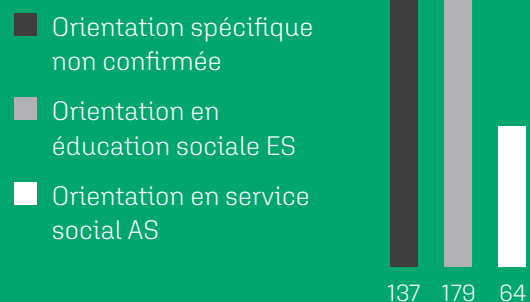 Orientation spécifique
non confirmée
Orientation en
éducation sociale ES
Orientation en service
social AS
137 179 64